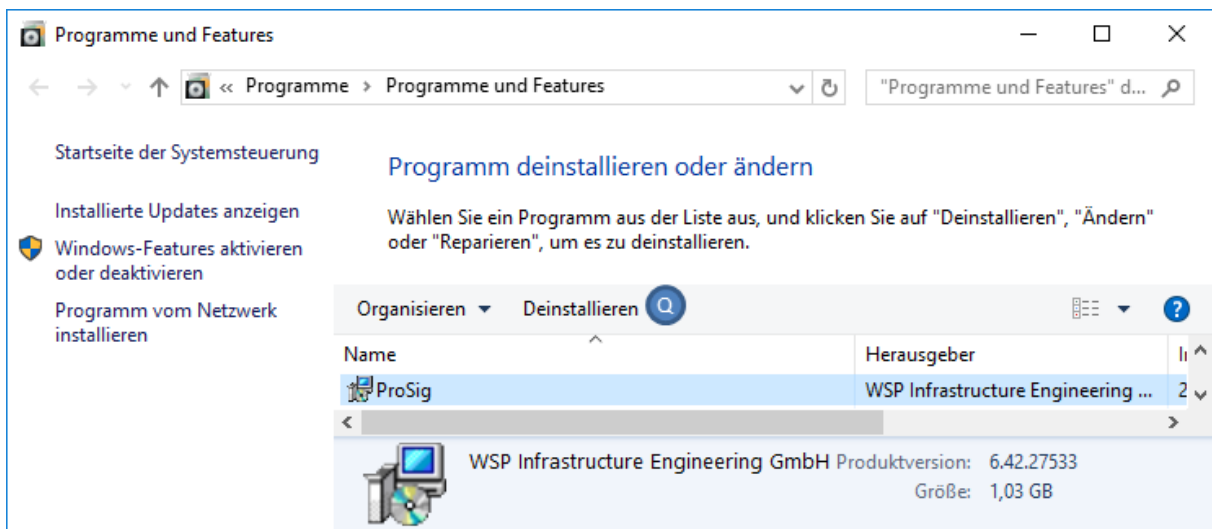 Programme und Features
« Programme > Programme und Features
"Programme und Features" d...
Startseite der Systemsteuerung
Installierte Updates anzeigen
Windows-Features aktivieren
oder deaktivieren
Programm vom Netzwerk
installieren
Programm deinstallieren oder ändern
Wählen Sie ein Programm aus der Liste aus, und klicken Sie auf "Deinstallieren", "Ändern"
oder "Reparieren", um es zu deinstallieren.
Organisieren Deinstallieren Q ?
Name Herausgeber
ProSig WSP Infrastructure Engineering ... 2
WSP Infrastructure Engineering GmbH Produktversion: 6.42.27533
Größe: 1,03 GB